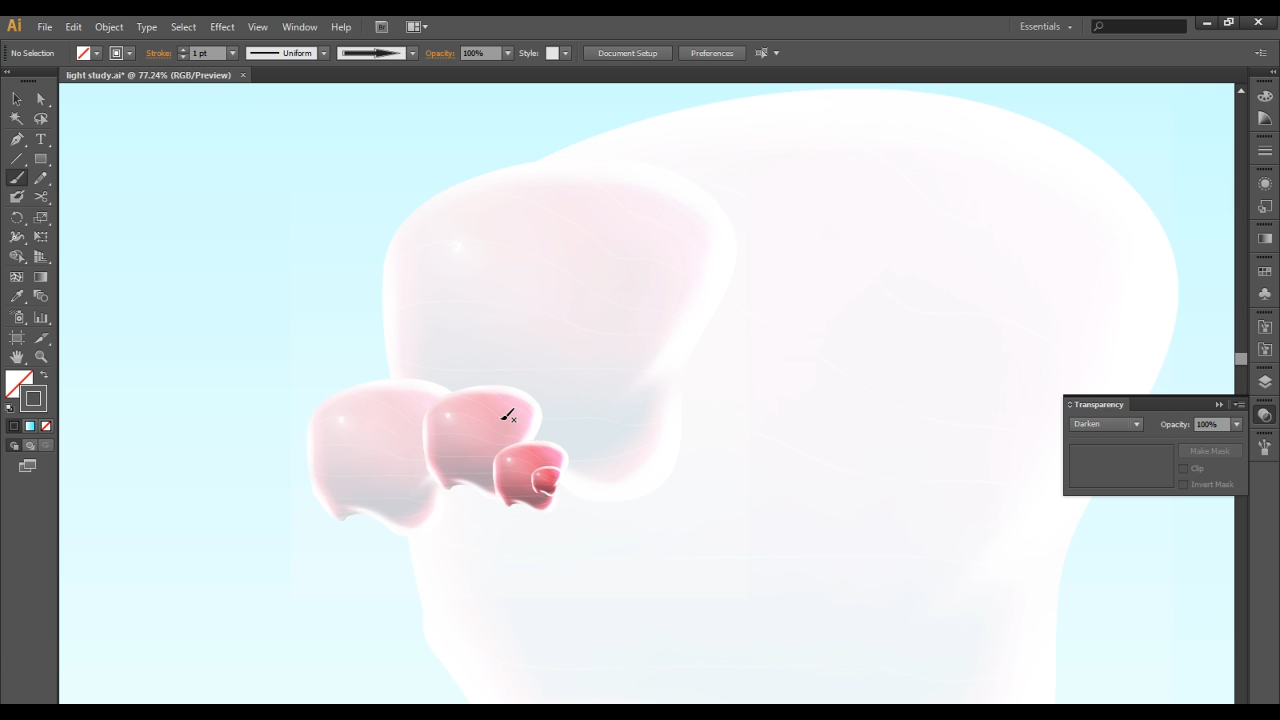 Ai File Edit Object Type Select Effect View Window Help Br Essentials
No Selection Stroke: 1 pt Uniform Opacity: 100% Style: Document Setup Preferences
light study.ai* @ 77.24% (RGB/Preview) ×
T
Transparency
Darken Opacity: 100%
Make Mask
Clip
Invert Mask